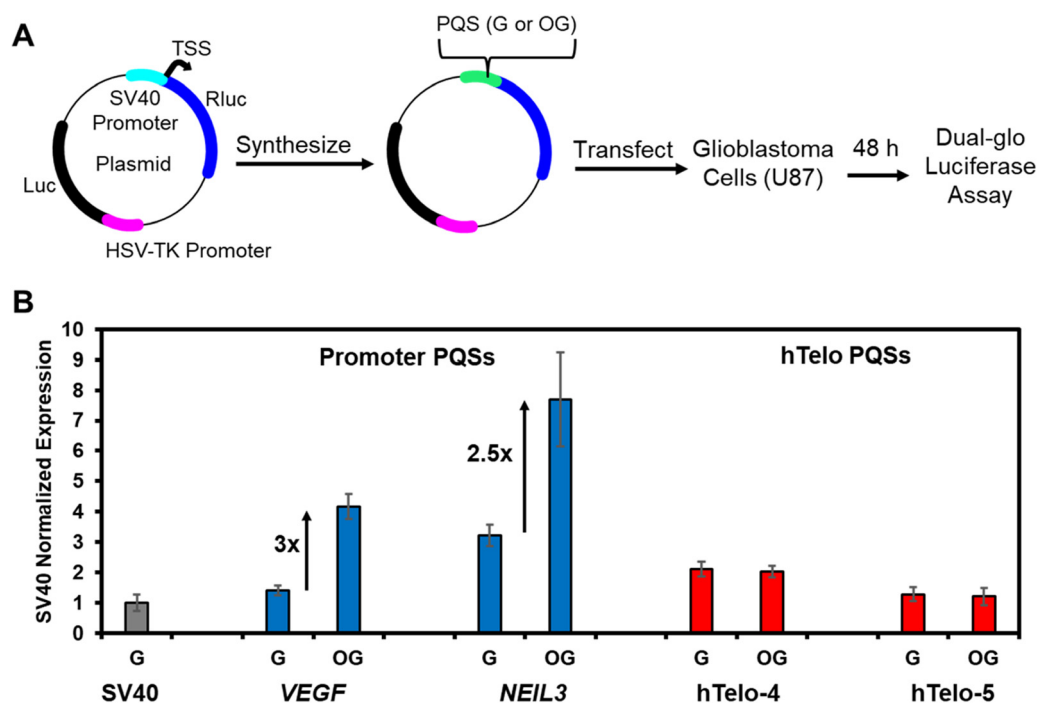 A
PQS (G or OG)
TSS
SV40
Promoter
Rluc
Plasmid
Luc
HSV-TK Promoter
Synthesize
Transfect
Glioblastoma
Cells (U87)
48 h
Dual-glo
Luciferase
Assay
B
SV40 Normalized Expression
10
9
8
7
6
5
4
3
2
1
0
Promoter PQSs
hTelo PQSs
3x
2.5x
G
G
OG
G
OG
G
OG
G
OG
SV40
VEGF
NEIL3
hTelo-4
hTelo-5